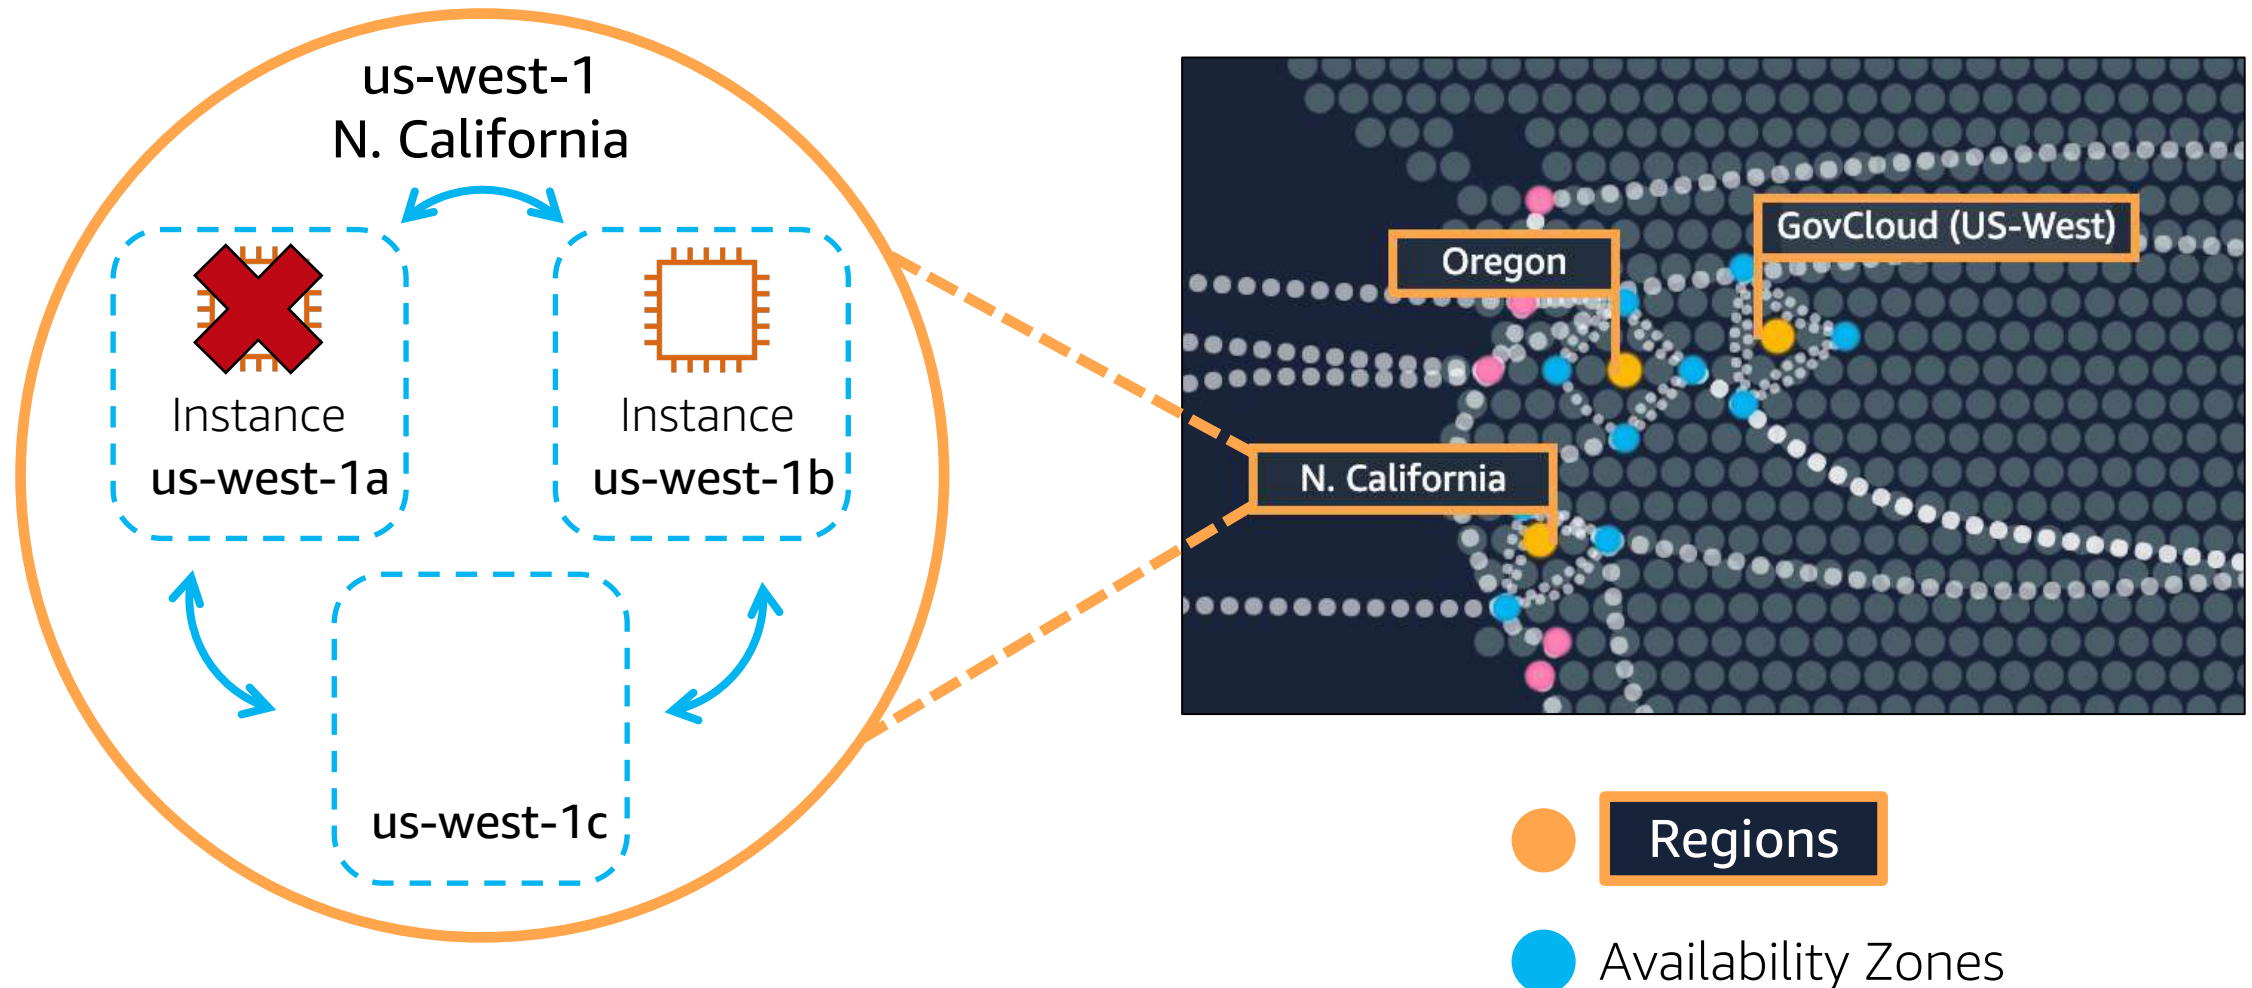 us-west-1
N. California
Instance
us-west-1a
Instance
us-west-1b
us-west-1c
GovCloud (US-West)
Oregon
N. California
Regions
Availability Zones